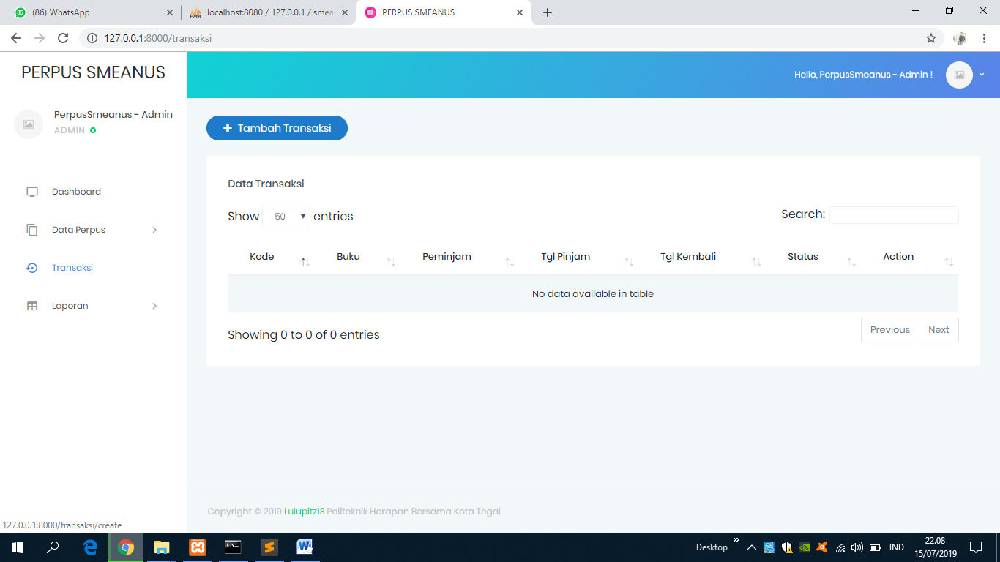 (86) WhatsApp
localhost:8080 / 127.0.0.1 / smea
PERPUS SMEANUS
127.0.0.1:8000/transaksi
PERPUS SMEANUS
Hello, PerpusSmeanus - Admin !
PerpusSmeanus - Admin
ADMIN
Dashboard
Data Perpus
Transaksi
Laporan
Tambah Transaksi
Data Transaksi
Show 50 entries
Search:
Kode Buku Peminjam Tgl Pinjam Tgl Kembali Status Action
No data available in table
Showing 0 to 0 of 0 entries
Previous Next
Copyright © 2019 Lulupitz13 Politeknik Harapan Bersama Kota Tegal
127.0.0.1:8000/transaksi/create
Desktop
IND
22.08
15/07/2019